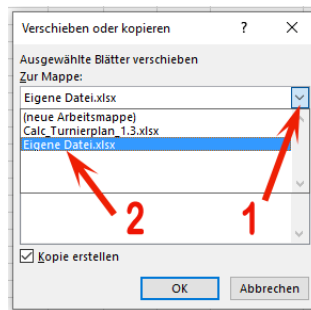 Verschieben oder kopieren ? ×
Ausgewählte Blätter verschieben
Zur Mappe:
Eigene Datei.xlsx
(neue Arbeitsmappe)
Calc_Turnierplan_1.3.xlsx
Eigene Datei.xlsx
2 1
Kopie erstellen
OK Abbrechen